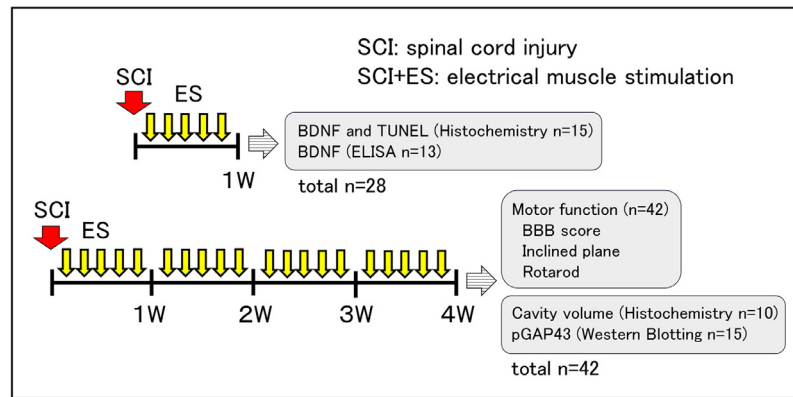 SCI: spinal cord injury
SCI+ES: electrical muscle stimulation
SCI
ES
1W
BDNF and TUNEL (Histochemistry n=15)
BDNF (ELISA n=13)
total n=28
SCI
ES
1W
2W
3W
4W
Motor function (n=42)
BBB score
Inclined plane
Rotarod
Cavity volume (Histochemistry n=10)
pGAP43 (Western Blotting n=15)
total n=42